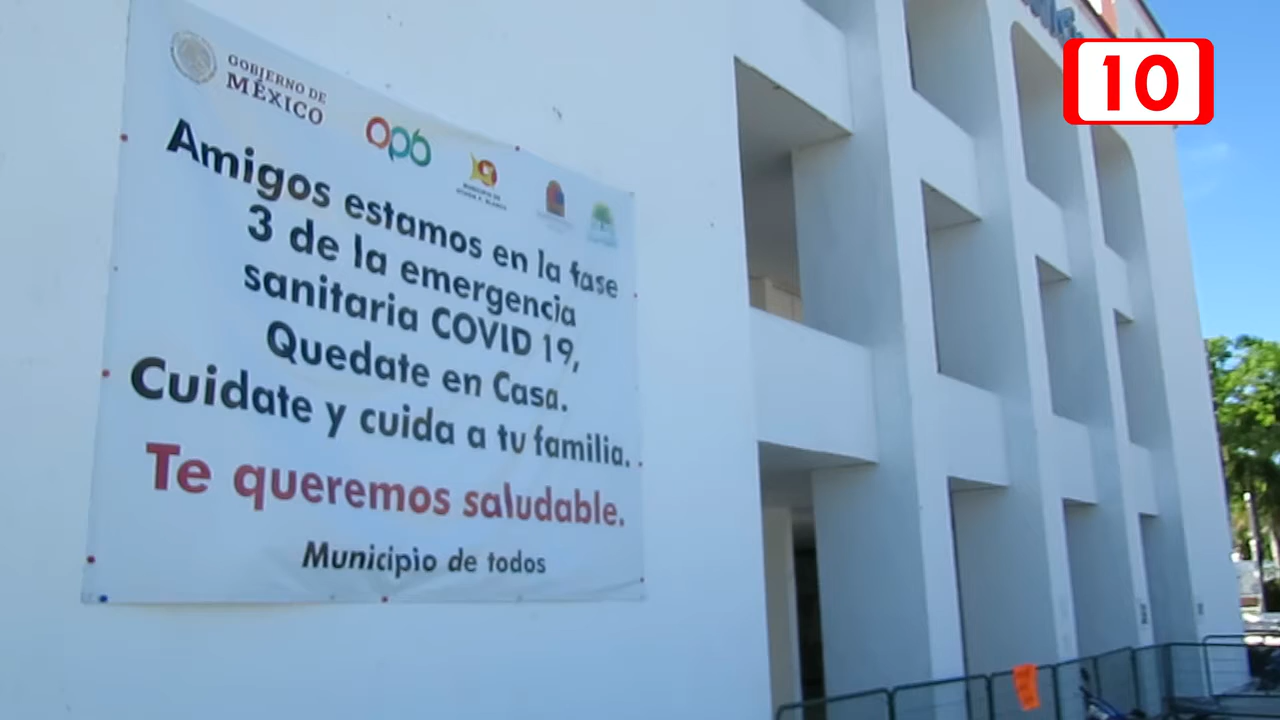 GOBIERNO DE
MÉXICO
opb
Amigos estamos en la fase
3 de la emergencia
sanitaria COVID 19,
Quedate en Casa.
Cuidate y cuida a tu familia.
Te queremos saludable.
Municipio de todos
10